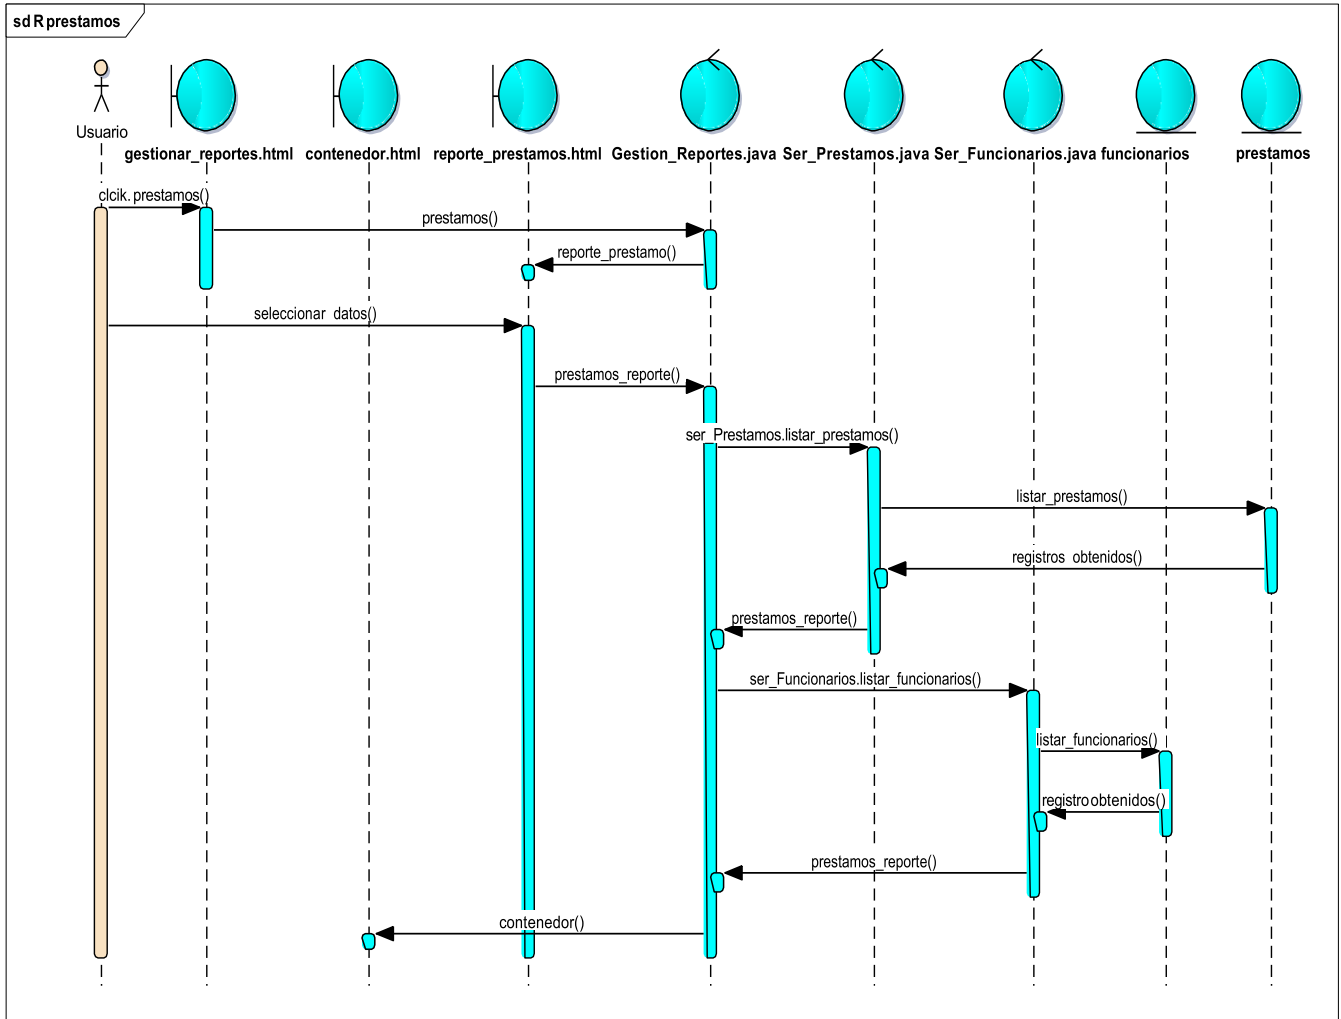 sd R prestamos
Usuario
gestionar_reportes.html contenedor.html reporte_prestamos.html Gestion_Reportes.java Ser_Prestamos.java Ser_Funcionarios.java funcionarios prestamos
clcik. prestamos()
prestamos()
reporte_prestamo()
seleccionar datos()
prestamos_reporte()
ser_Prestamos.listar_prestamos()
listar_prestamos()
registros obtenidos()
prestamos_reporte()
ser_Funcionarios.listar_funcionarios()
listar_funcionarios()
registro obtenidos()
prestamos_reporte()
contenedor()